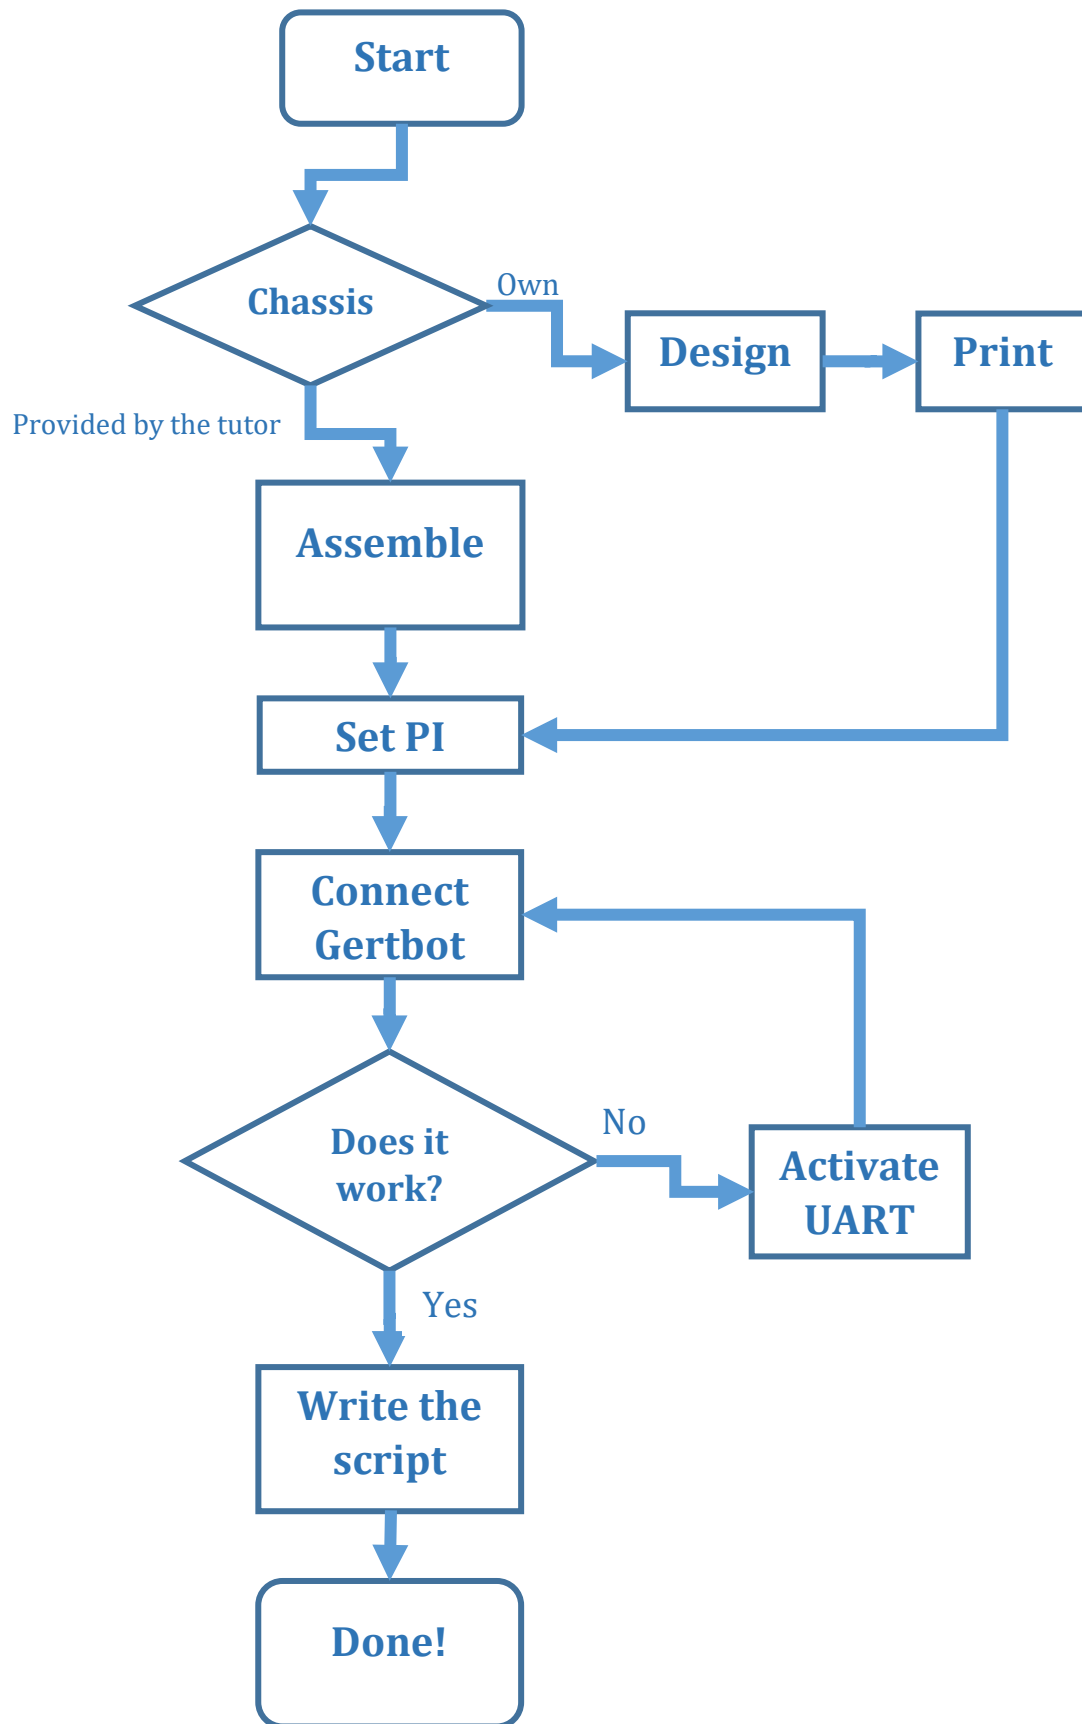 Start
Chassis
Own
Design
Print
Provided by the tutor
Assemble
Set PI
Connect
Gertbot
Does it
work?
No
Activate
UART
Yes
Write the
script
Done!